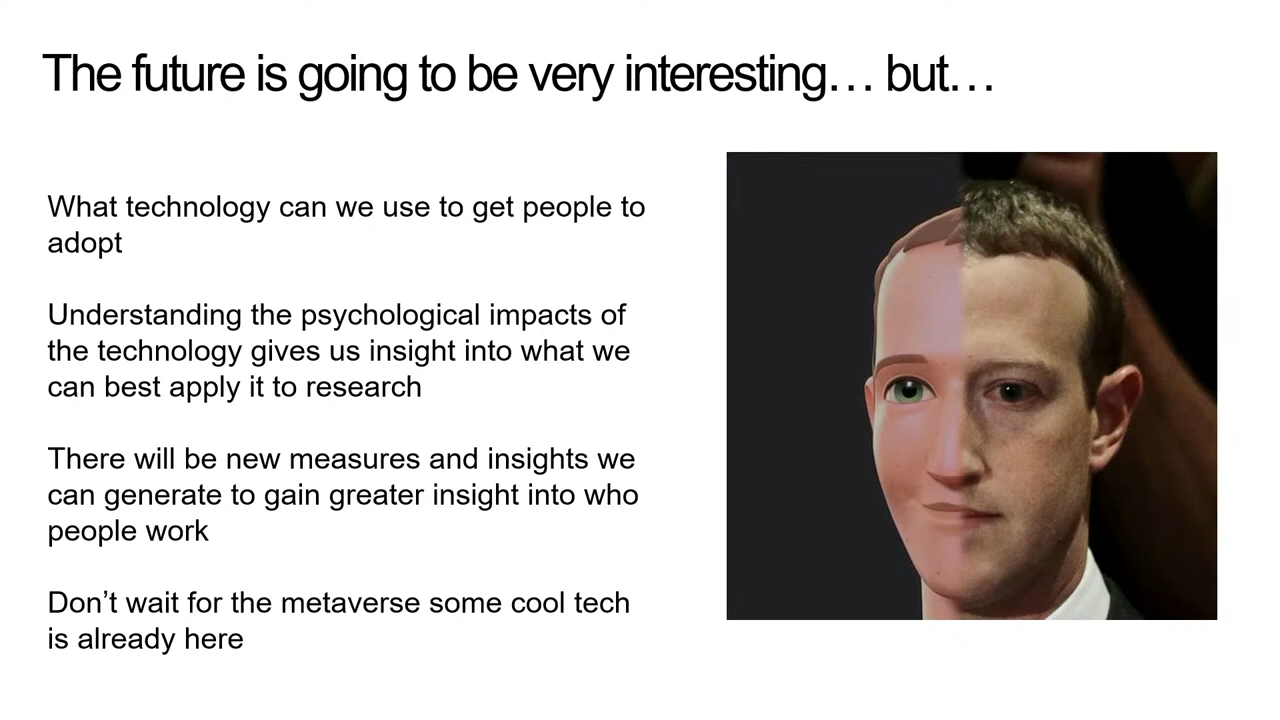 The future is going to be very interesting… but…
What technology can we use to get people to
adopt
Understanding the psychological impacts of
the technology gives us insight into what we
can best apply it to research
There will be new measures and insights we
can generate to gain greater insight into who
people work
Don’t wait for the metaverse some cool tech
is already here